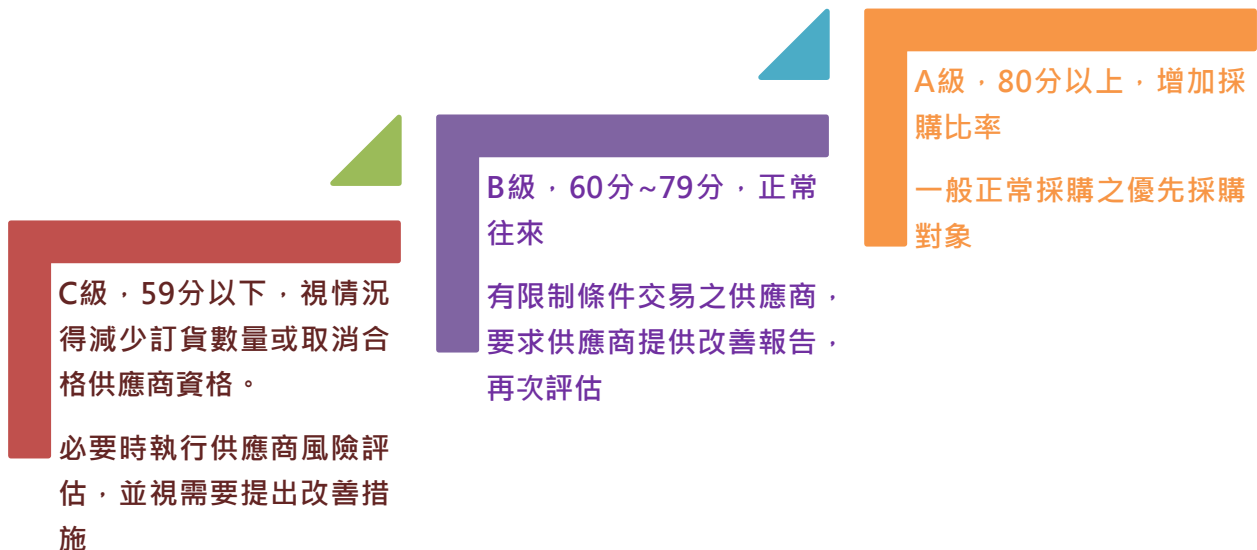 A級，80分以上，增加採
購比率
一般正常採購之優先採購
對象
B級，60分~79分，正常
往來
有限制條件交易之供應商，
要求供應商提供改善報告，
再次評估
C級，59分以下，視情況
得減少訂貨數量或取消合
格供應商資格。
必要時執行供應商風險評
估，並視需要提出改善措
施